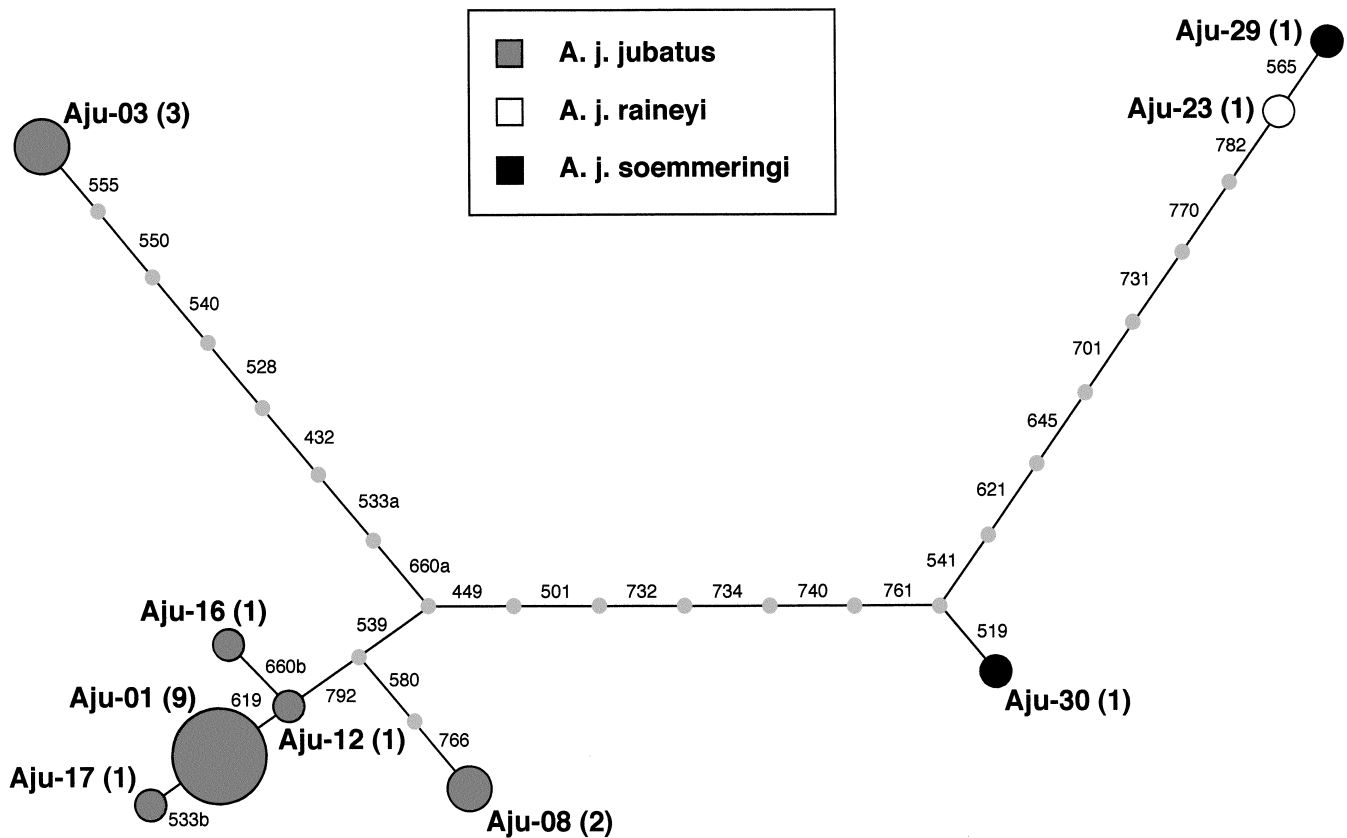 A. j. jubatus
A. j. raineyi
A. j. soemmeringi
Aju-03 (3)
555
550
540
528
432
533a
660a
449
501
732
734
740
761
Aju-29 (1)
565
Aju-23 (1)
782
770
731
701
645
621
541
519
Aju-30 (1)
539
Aju-16 (1)
660b
792
580
Aju-01 (9)
619
Aju-12 (1)
766
Aju-17 (1)
533b
Aju-08 (2)